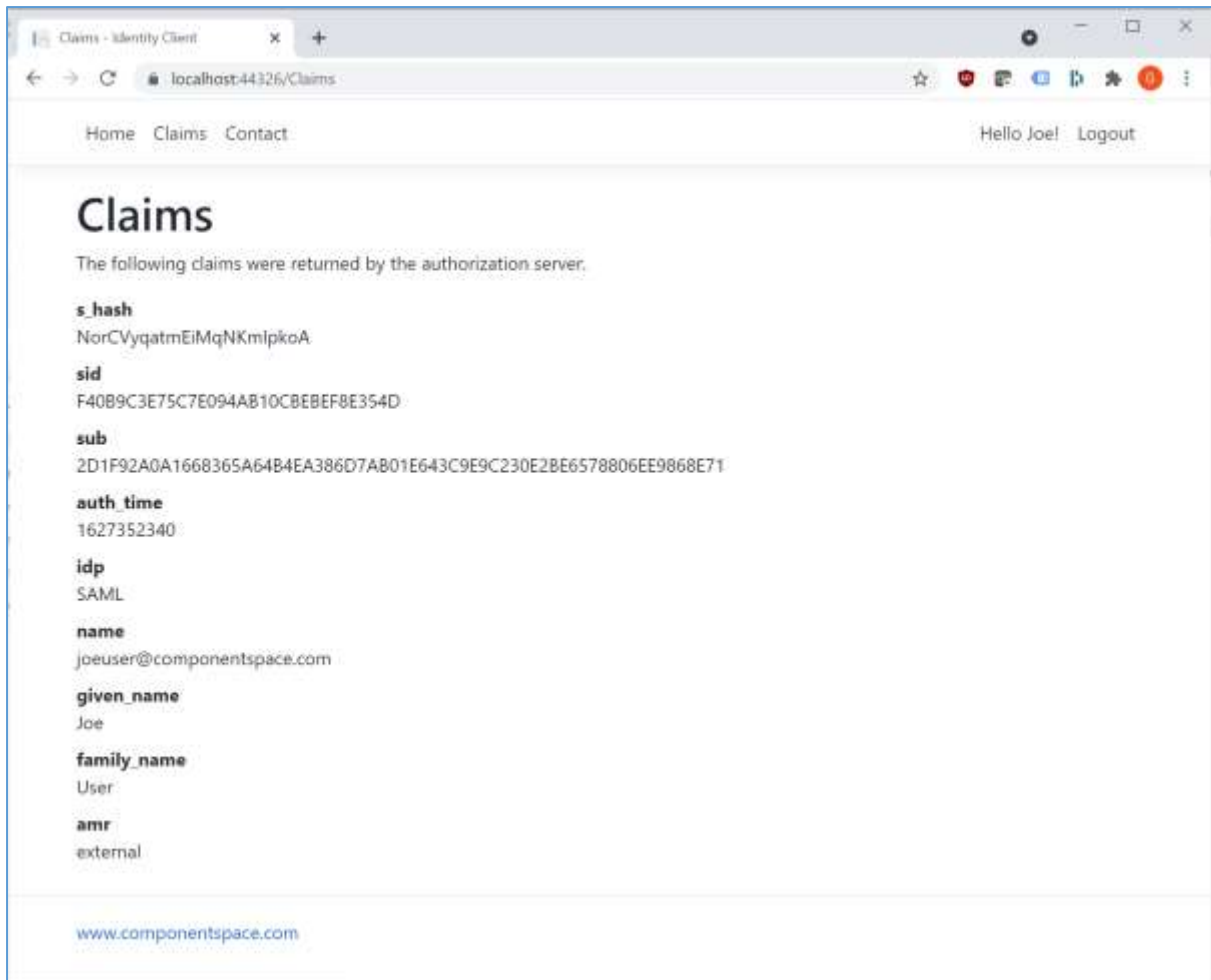 Claims - Identity Client
localhost:44326/Claims
Home Claims Contact
Hello Joe! Logout
Claims
The following claims were returned by the authorization server.
s_hash
NorCVyqatmEiMqNKmIpkoA
sid
F40B9C3E75C7E094AB10CBEBEF8E354D
sub
2D1F92A0A1668365A64B4EA386D7AB01E643C9E9C230E2BE6578806EE9868E71
auth_time
1627352340
idp
SAML
name
joeuser@componentspace.com
given_name
Joe
family_name
User
amr
external
www.componentspace.com